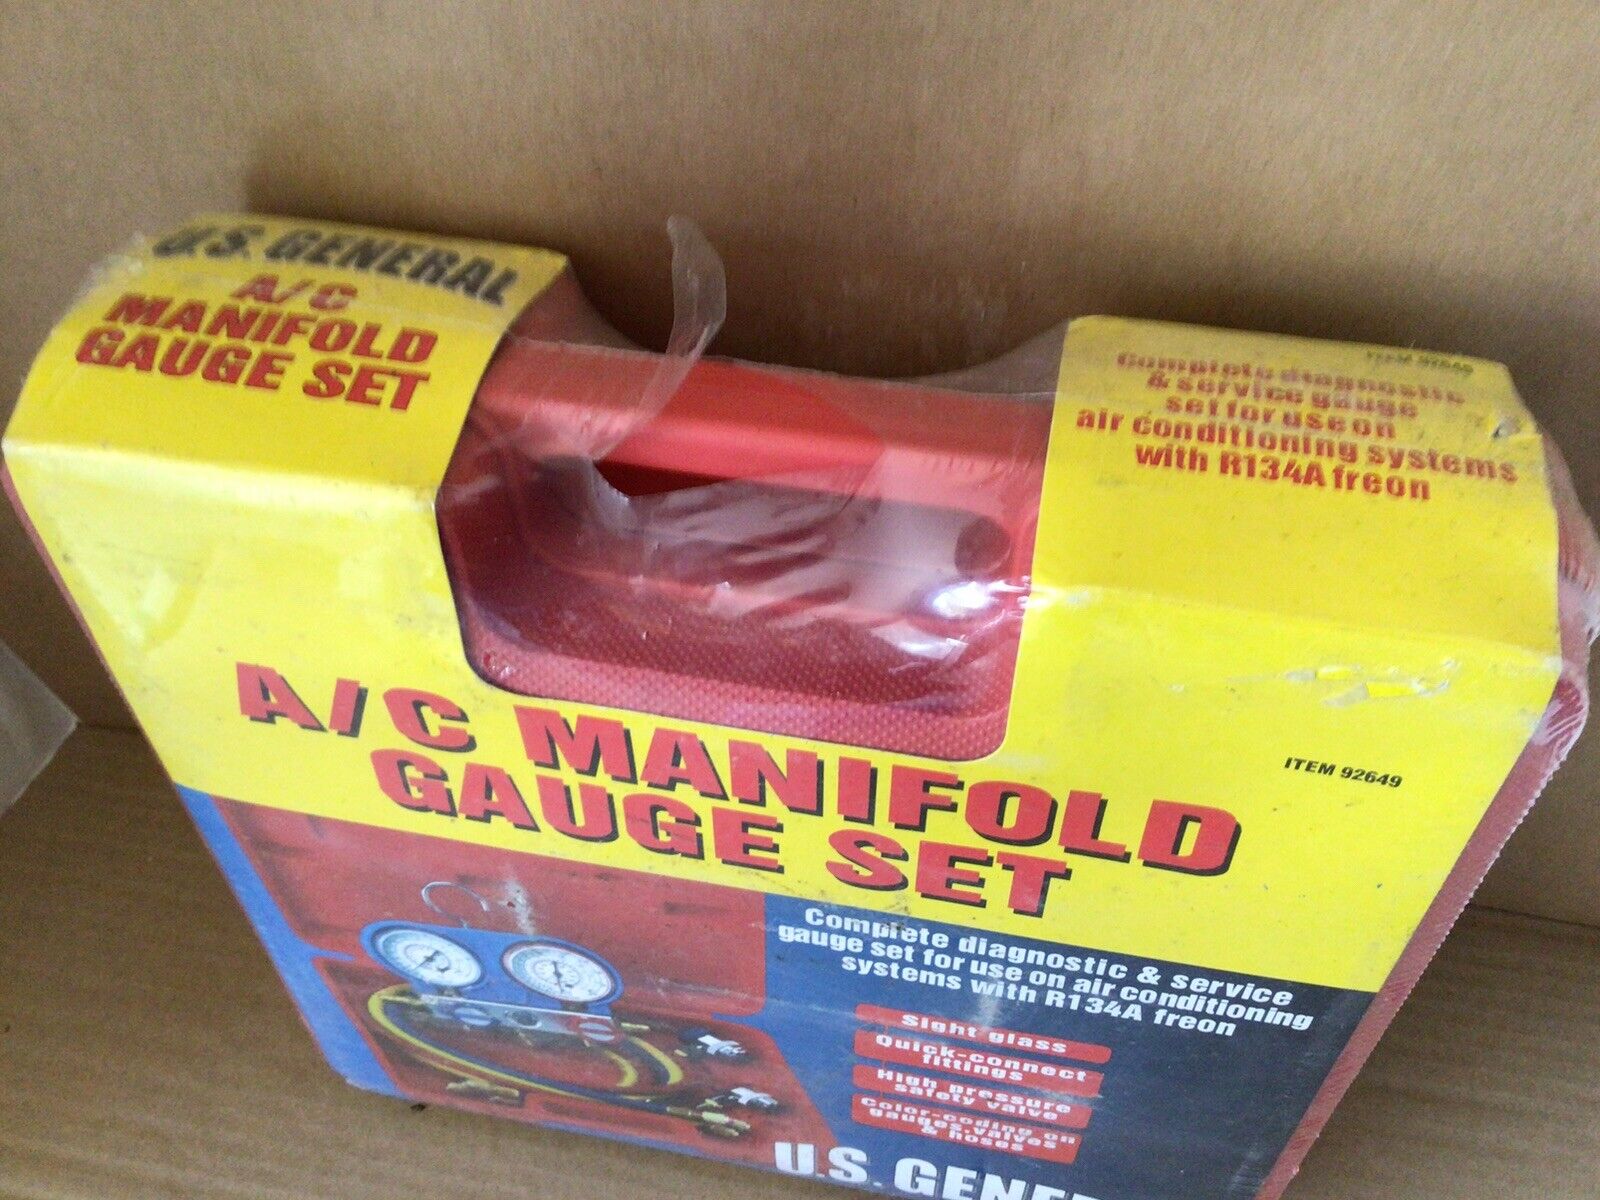 U.S. GENERAL
A/C
MANIFOLD
GAUGE SET
Complete diagnostic
& service gauge
set for use on
air conditioning systems
with R134A freon
A/C MANIFOLD
GAUGE SET
ITEM 92649
Complete diagnostic & service
gauge set for use on air conditioning
systems with R134A freon
Sight glass
Quick-connect
fittings
High pressure
safety valve
Color-coding on
gauges, valves
& hoses
U.S. GENE